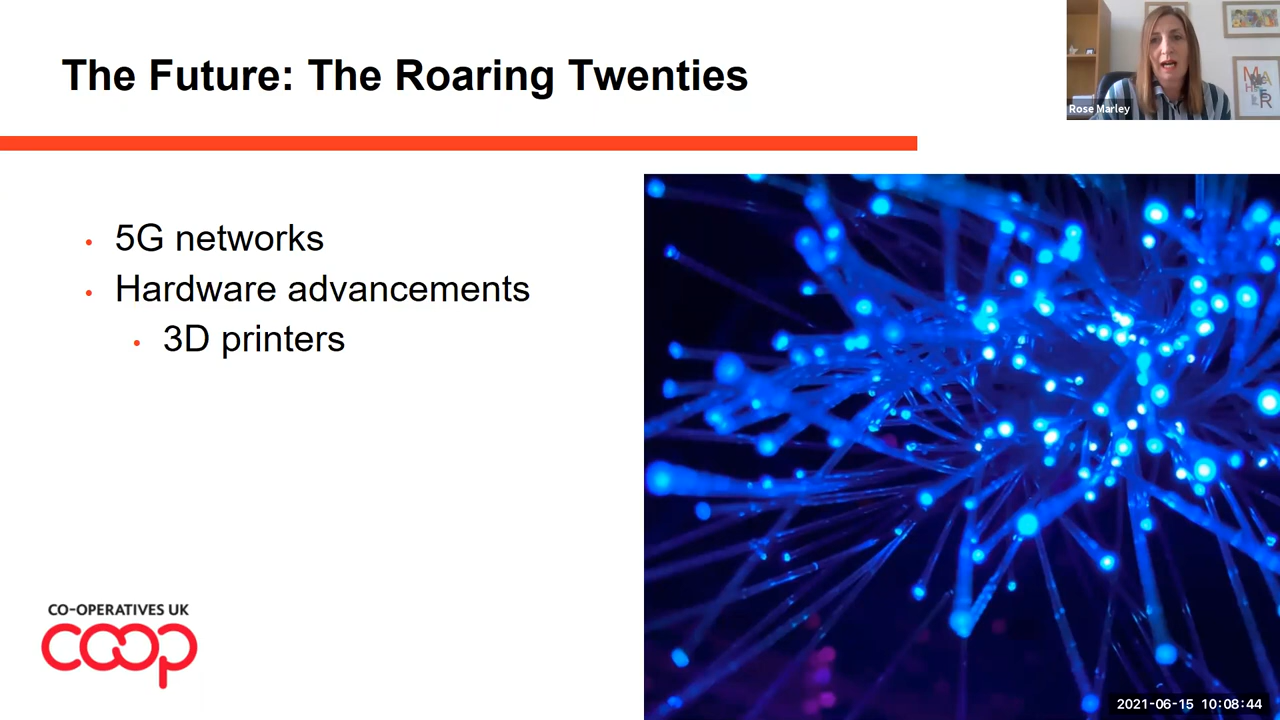 The Future: The Roaring Twenties
Rose Marley
5G networks
Hardware advancements
3D printers
CO-OPERATIVES UK
coop
2021-06-15 10:08:44